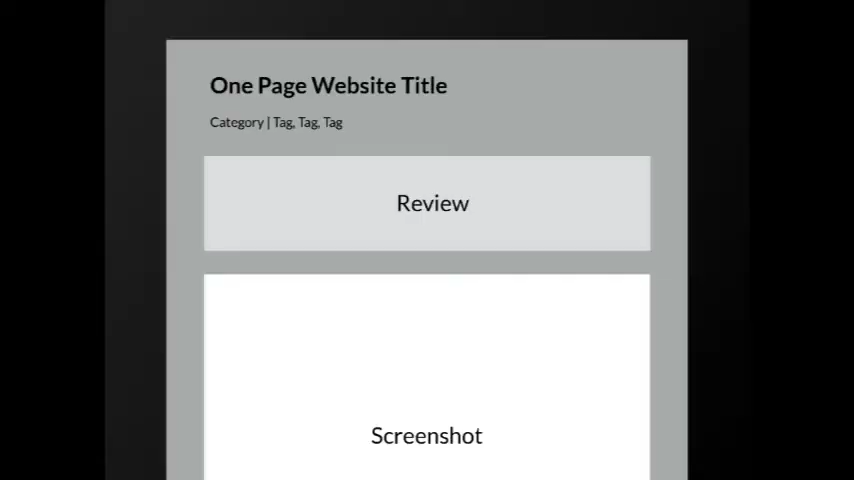 One Page Website Title
Category | Tag, Tag, Tag
Review
Screenshot